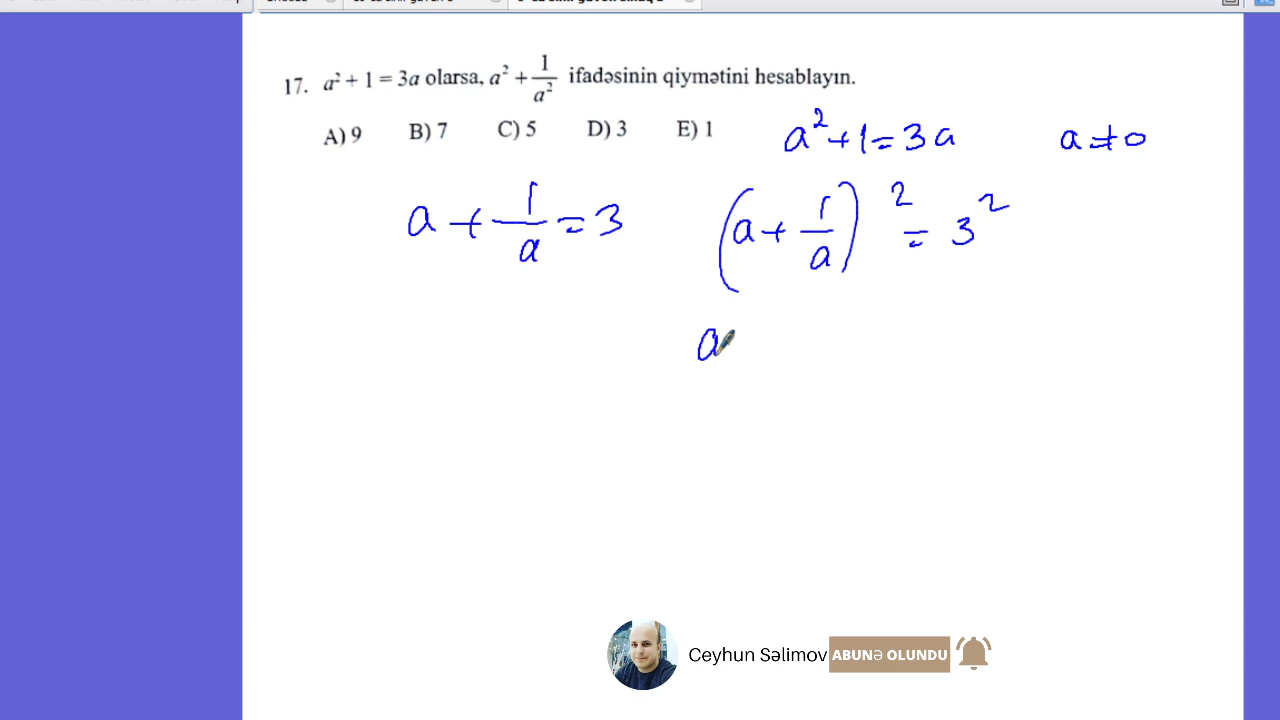 17. a² + 1 = 3a olarsa, a² + 1/a² ifadəsinin qiymətini hesablayın.
A) 9 B) 7 C) 5 D) 3 E) 1
a² + 1 = 3a a ≠ 0
a + 1/a = 3 (a + 1/a)² = 3²
a
Ceyhun Səlimov ABUNƏ OLUNDU